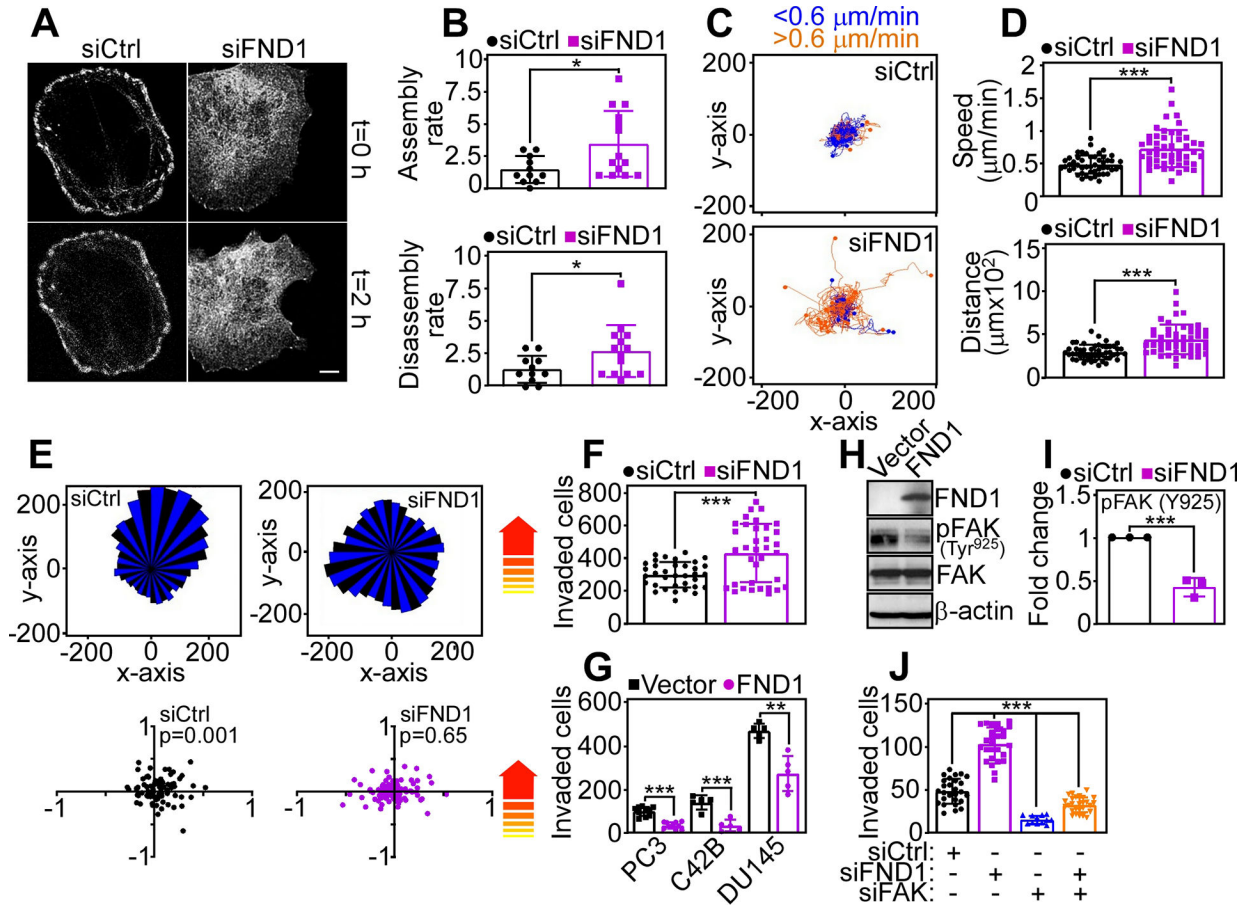 A
siCtrl
siFND1
t=0 h
t=2 h
B
siCtrl siFND1
*
Assembly
rate
10
7.5
5
2.5
0
siCtrl siFND1
*
Disassembly
rate
10
7.5
5
2.5
0
C
<0.6 μm/min
>0.6 μm/min
siCtrl
y-axis
200
0
-200
siFND1
y-axis
200
0
-200
-200 0 200
x-axis
D
siCtrl siFND1
***
Speed
(μm/min)
2
1.5
1
0.5
0
siCtrl siFND1
***
Distance
(μmx10²)
15
10
5
0
E
siCtrl
y-axis
200
0
-200
-200 0 200
x-axis
siFND1
y-axis
200
0
-200
-200 0 200
x-axis
siCtrl
p=0.001
1
-1
1
-1
siFND1
p=0.65
1
-1
1
-1
F
siCtrl siFND1
***
Invaded cells
800
600
400
200
0
G
Vector FND1
***
***
**
Invaded cells
600
400
200
0
PC3
C42B
DU145
H
Vector
FND1
FND1
pFAK
(Tyr⁹²⁵)
FAK
β-actin
I
siCtrl siFND1
pFAK (Y925)
***
Fold change
1.5
1
0.5
0
J
***
Invaded cells
150
100
50
0
siCtrl: + - - -
siFND1: - + - +
siFAK: - - + +